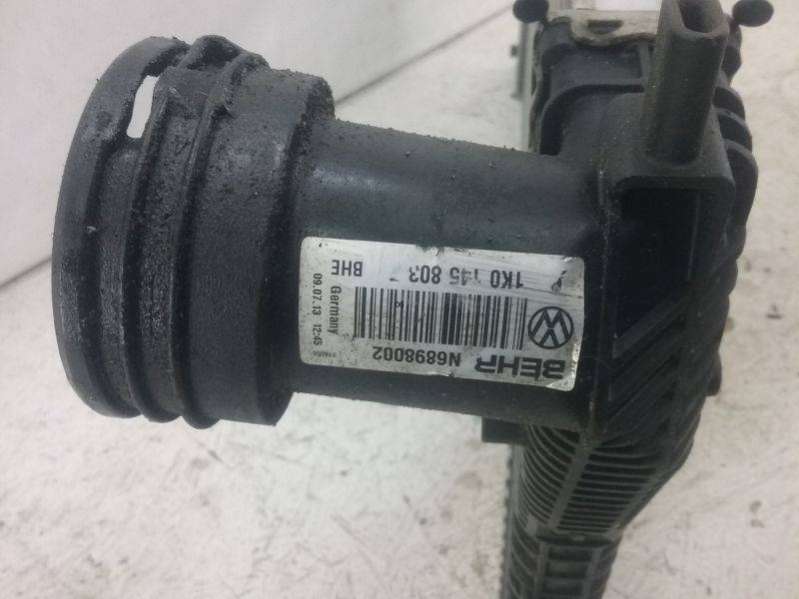 BEHR N6898002
Germany
09.07.13 12:45
1K0 145 803
BHE